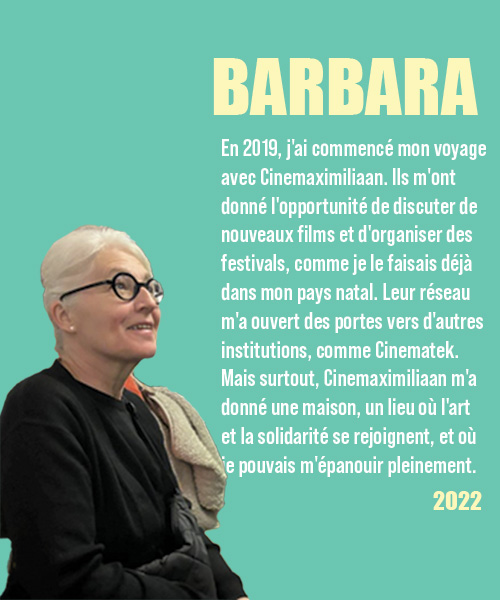 BARBARA
En 2019, j'ai commencé mon voyage
avec Cinemaximiliaan. Ils m'ont
donné l'opportunité de discuter de
nouveaux films et d'organiser des
festivals, comme je le faisais déjà
dans mon pays natal. Leur réseau
m'a ouvert des portes vers d'autres
institutions, comme Cinematek.
Mais surtout, Cinemaximiliaan m'a
donné une maison, un lieu où l'art
et la solidarité se rejoignent, et où
je pouvais m'épanouir pleinement.
2022